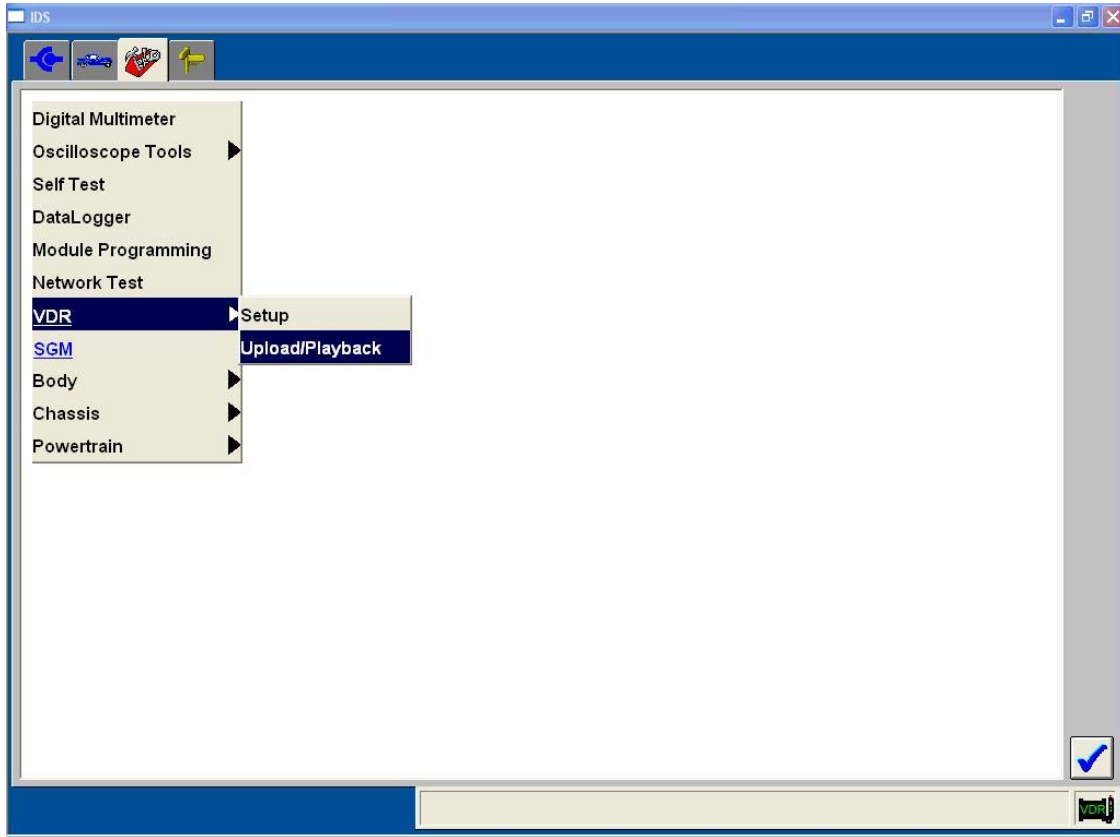 IDS
Digital Multimeter
Oscilloscope Tools
Self Test
DataLogger
Module Programming
Network Test
VDR
Setup
SGM
Upload/Playback
Body
Chassis
Powertrain
VDR